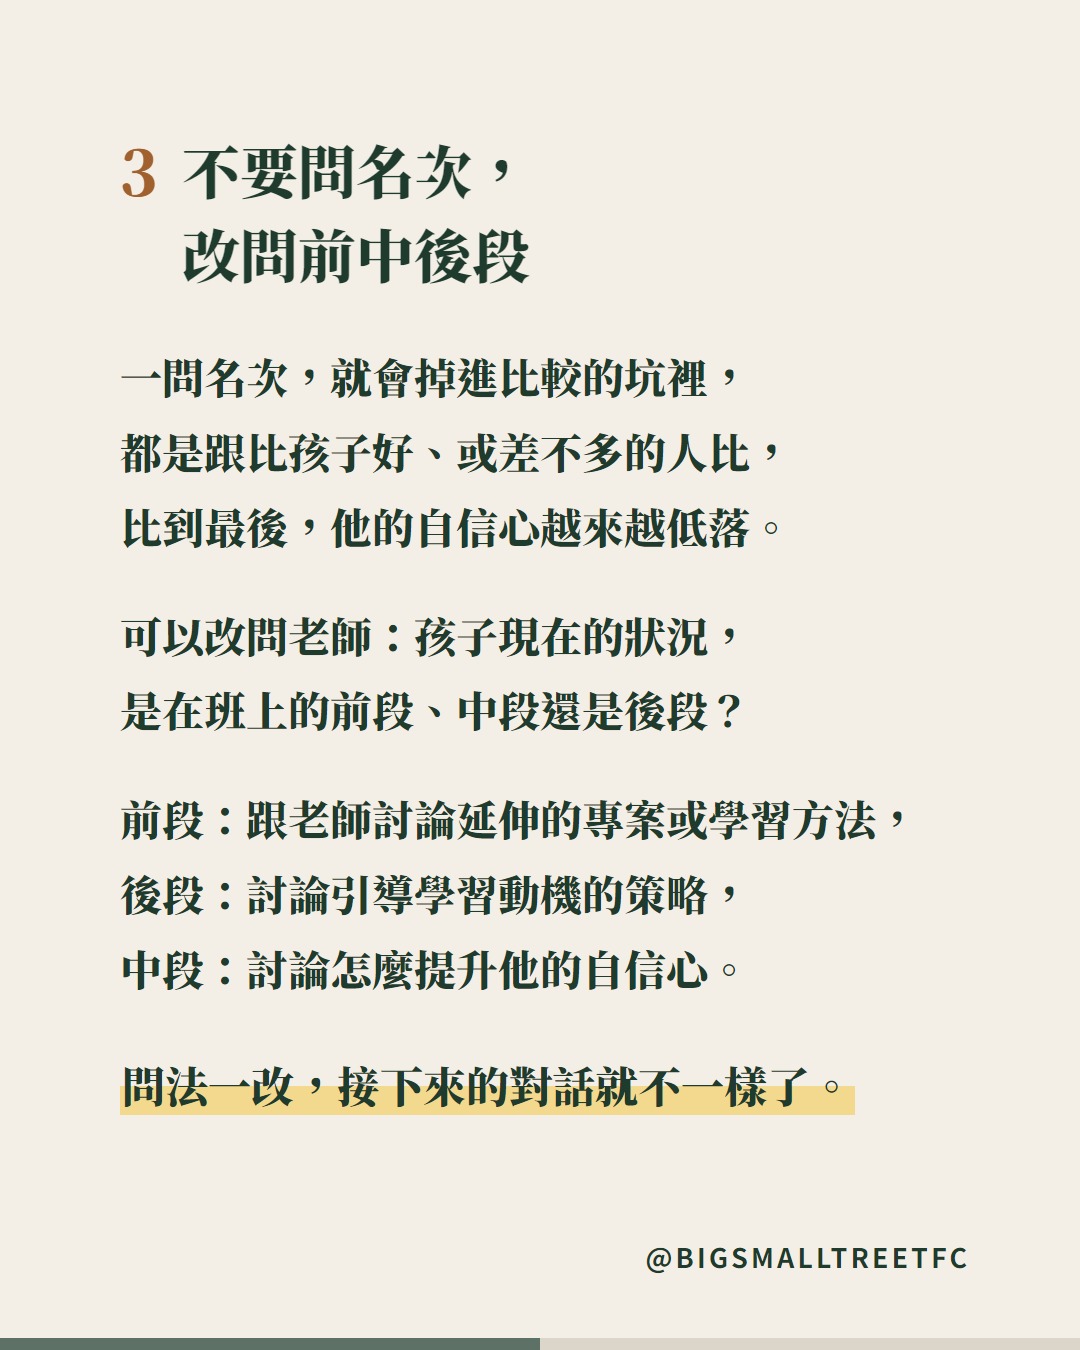 3 不要問名次，
改問前中後段
一問名次，就會掉進比較的坑裡，
都是跟比孩子好、或差不多的人比，
比到最後，他的自信心越來越低落。
可以改問老師：孩子現在的狀況，
是在班上的前段、中段還是後段？
前段：跟老師討論延伸的專案或學習方法，
後段：討論引導學習動機的策略，
中段：討論怎麼提升他的自信心。
問法一改，接下來的對話就不一樣了。
@BIGSMALLTREETFC